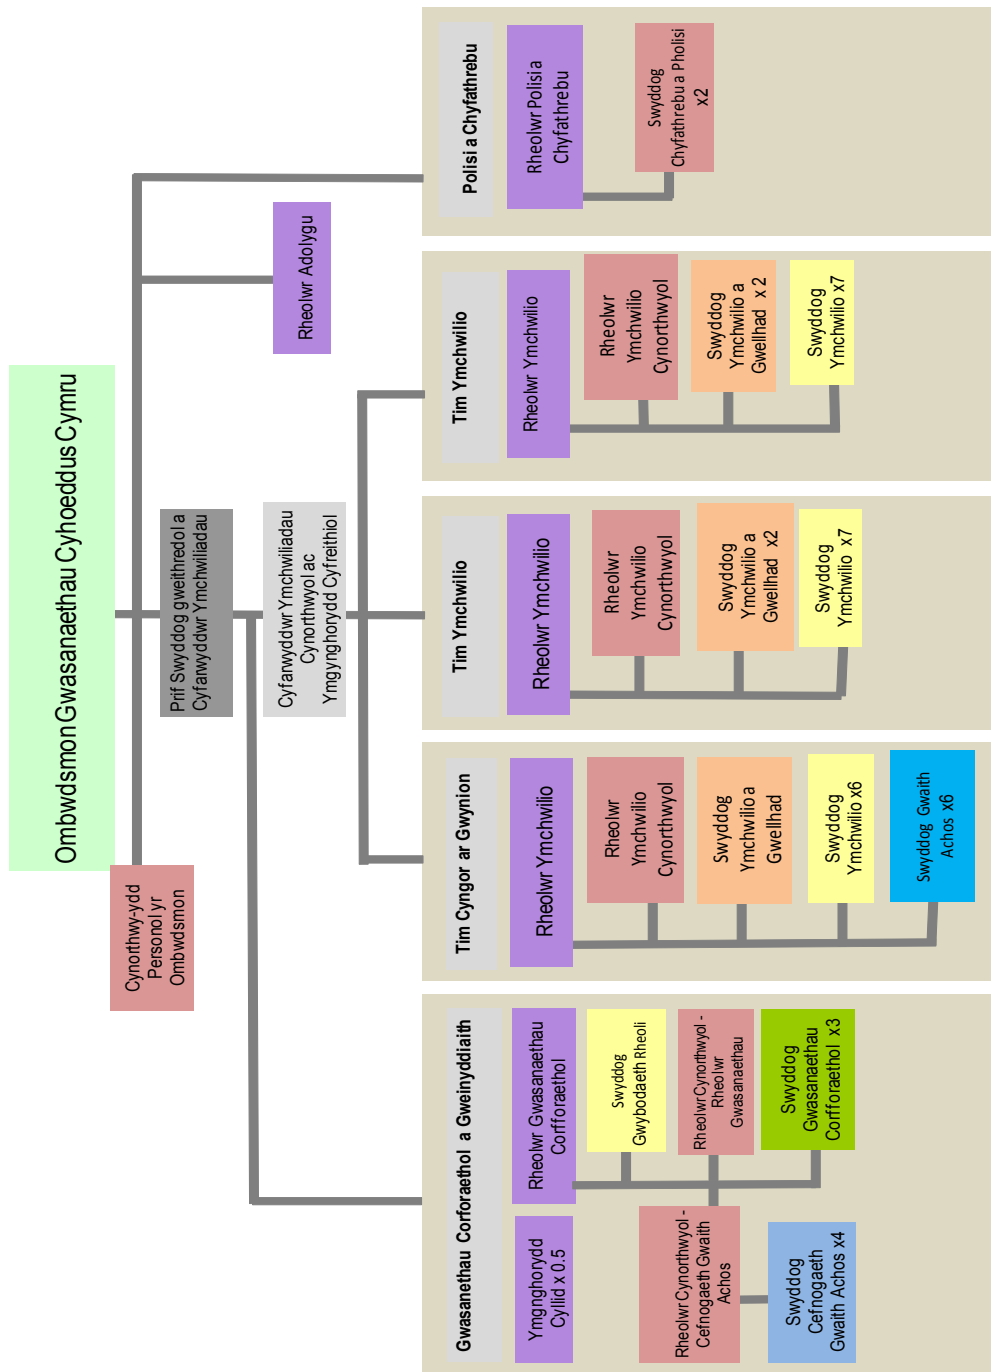 Ombwdsmon Gwasanaethau Cyhoeddus Cymru
Cynorthwy-ydd
Personol yr
Ombwdsmon
Prif Swyddog gweithredol a
Cyfarwyddwr Ymchwiliadau
Rheolwr Adolygu
Cyfarwyddwr Ymchwiliadau
Cynorthwyol ac
Ymgynghorydd Cyfreithiol
Gwasanethau Corforaethol a Gweinyddiaith
Ymgnghorydd
Cyllid x 0.5
Rheolwr Gwasanaethau
Corfforaethol
Swyddog
Gwybodaeth Rheoli
Rheolwr Cynorthwyol -
Rheolwr
Gwasanaethau
Rheolwr Cynorthwyol -
Cefnogaeth Gwaith
Achos
Swyddog
Gwasanaethau
Corfforaethol x3
Swyddog
Cefnogaeth
Gwaith Achos x4
Tim Cyngor ar Gwynion
Rheolwr Ymchwilio
Rheolwr
Ymchwilio
Cynorthwyol
Swyddog
Ymchwilio a
Gwellhad
Swyddog
Ymchwilio x6
Swyddog Gwaith
Achos x6
Tim Ymchwilio
Rheolwr Ymchwilio
Rheolwr
Ymchwilio
Cynorthwyol
Swyddog
Ymchwilio a
Gwellhad x2
Swyddog
Ymchwilio x7
Tim Ymchwilio
Rheolwr Ymchwilio
Rheolwr
Ymchwilio
Cynorthwyol
Swyddog
Ymchwilio a
Gwellhad x 2
Swyddog
Ymchwilio x7
Polisi a Chyfathrebu
Rheolwr Polisi a
Chyfathrebu
Swyddog
Chyfathrebu a Pholisi
x2